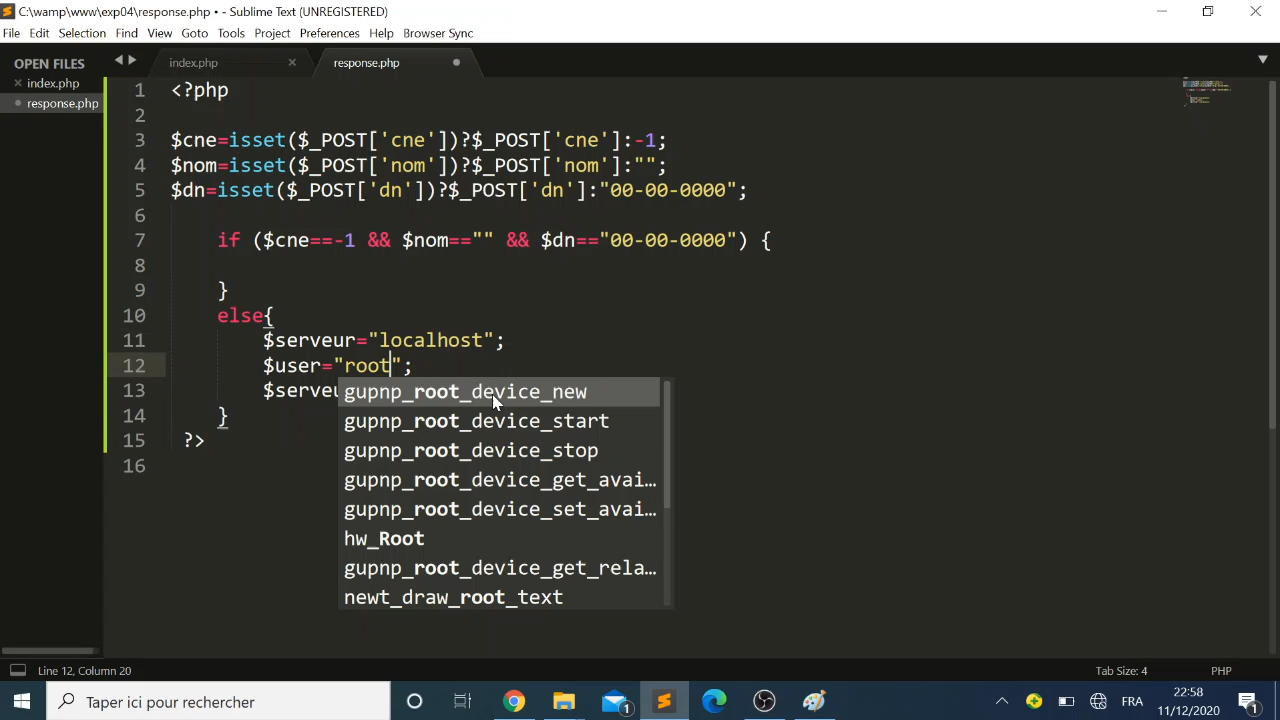 C:\wamp\www\exp04\response.php • - Sublime Text (UNREGISTERED)
File Edit Selection Find View Goto Tools Project Preferences Help Browser Sync
OPEN FILES
index.php
response.php
index.php
response.php
1 <?php
2
3 $cne=isset($_POST['cne'])?$_POST['cne']:-1;
4 $nom=isset($_POST['nom'])?$_POST['nom']:"";
5 $dn=isset($_POST['dn'])?$_POST['dn']:"00-00-0000";
6
7 if ($cne==-1 && $nom=="" && $dn=="00-00-0000") {
8
9 }
10 else{
11 $serveur="localhost";
12 $user="root";
13 $serveu
14 }
15 ?>
16
gupnp_root_device_new
gupnp_root_device_start
gupnp_root_device_stop
gupnp_root_device_get_avai…
gupnp_root_device_set_avai…
hw_Root
gupnp_root_device_get_rela…
newt_draw_root_text
Line 12, Column 20
Tab Size: 4
PHP
Taper ici pour rechercher
1
FRA
22:58
11/12/2020
1